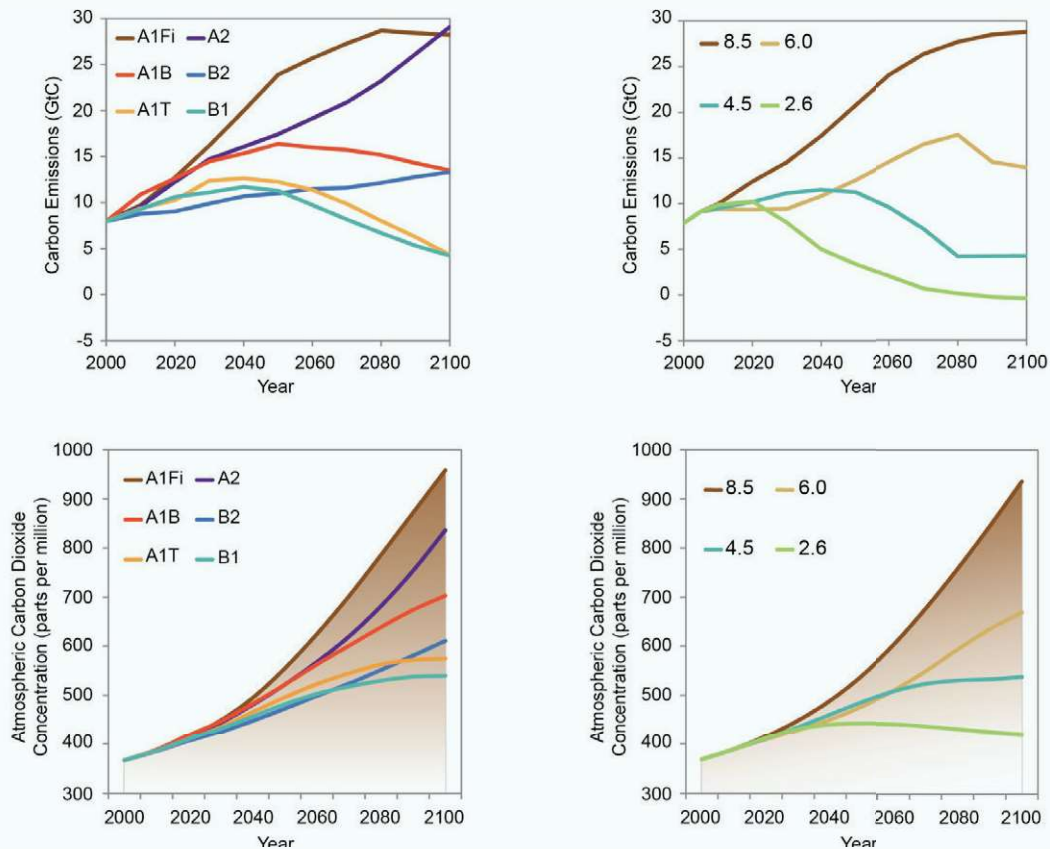 Carbon Emissions (GtC)
30
25
20
15
10
5
0
-5
A1Fi A2
A1B B2
A1T B1
2000 2020 2040 2060 2080 2100
Year
Carbon Emissions (GtC)
30
25
20
15
10
5
0
-5
8.5 6.0
4.5 2.6
2000 2020 2040 2060 2080 2100
Year
Atmospheric Carbon Dioxide
Concentration (parts per million)
1000
900
800
700
600
500
400
300
A1Fi A2
A1B B2
A1T B1
2000 2020 2040 2060 2080 2100
Year
Atmospheric Carbon Dioxide
Concentration (parts per million)
1000
900
800
700
600
500
400
300
8.5 6.0
4.5 2.6
2000 2020 2040 2060 2080 2100
Year